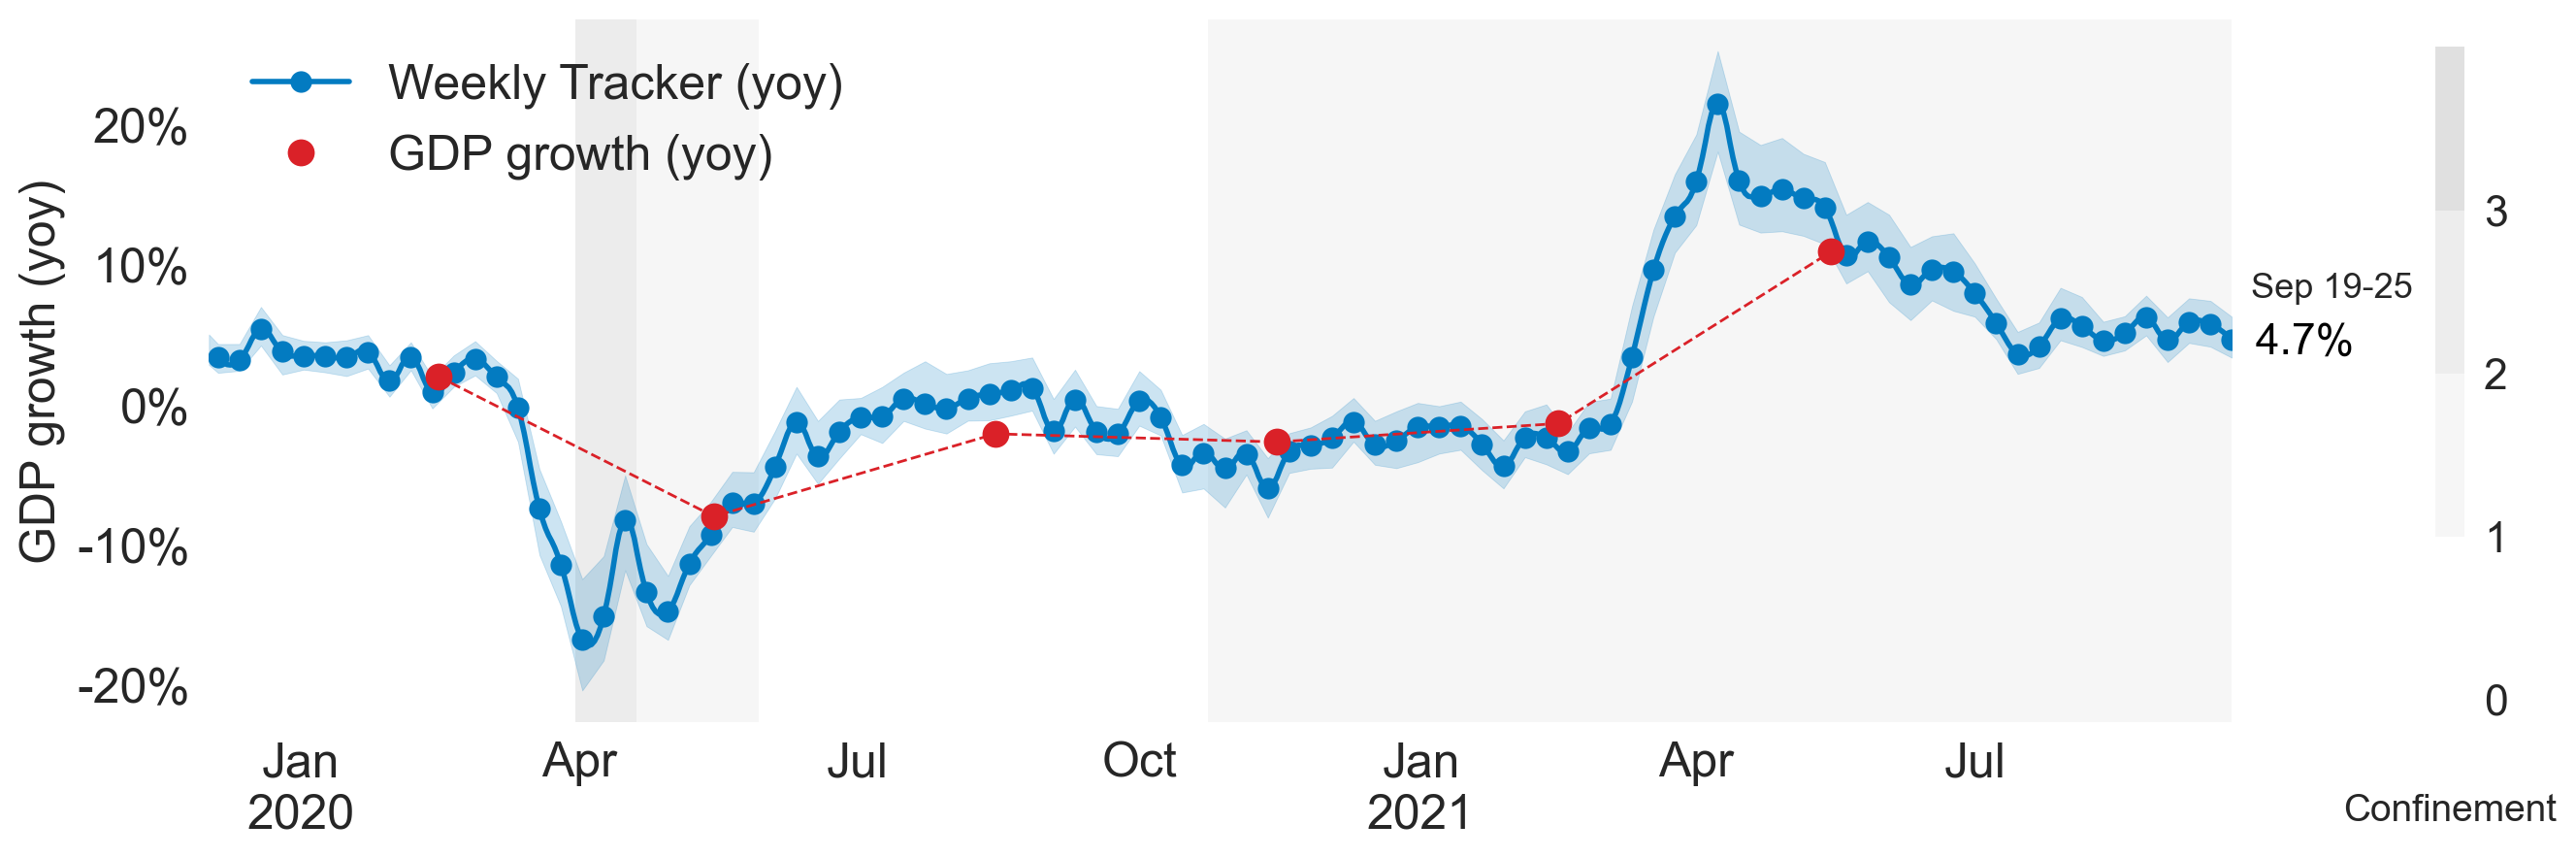 Weekly Tracker (yoy)
GDP growth (yoy)
GDP growth (yoy)
20%
10%
0%
-10%
-20%
Jan
2020
Apr
Jul
Oct
Jan
2021
Apr
Jul
Sep 19-25
4.7%
3
2
1
0
Confinement